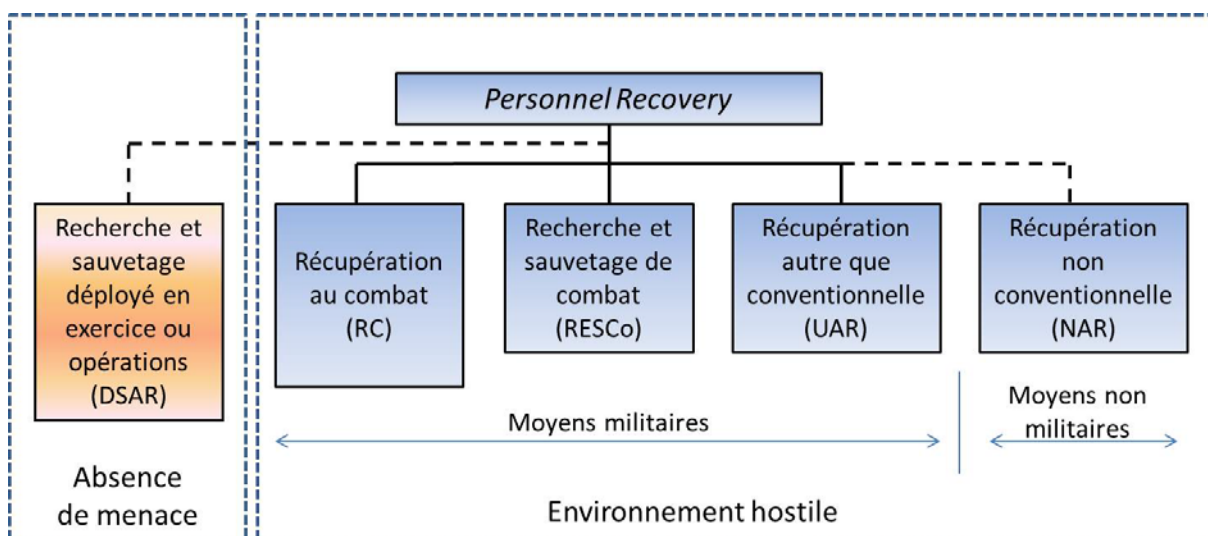 Personnel Recovery
Recherche et
sauvetage
déployé en
exercice ou
opérations
(DSAR)
Récupération
au combat
(RC)
Recherche et
sauvetage de
combat
(RESCo)
Récupération
autre que
conventionnelle
(UAR)
Récupération
non
conventionnelle
(NAR)
Moyens militaires
Moyens non
militaires
Absence
de menace
Environnement hostile